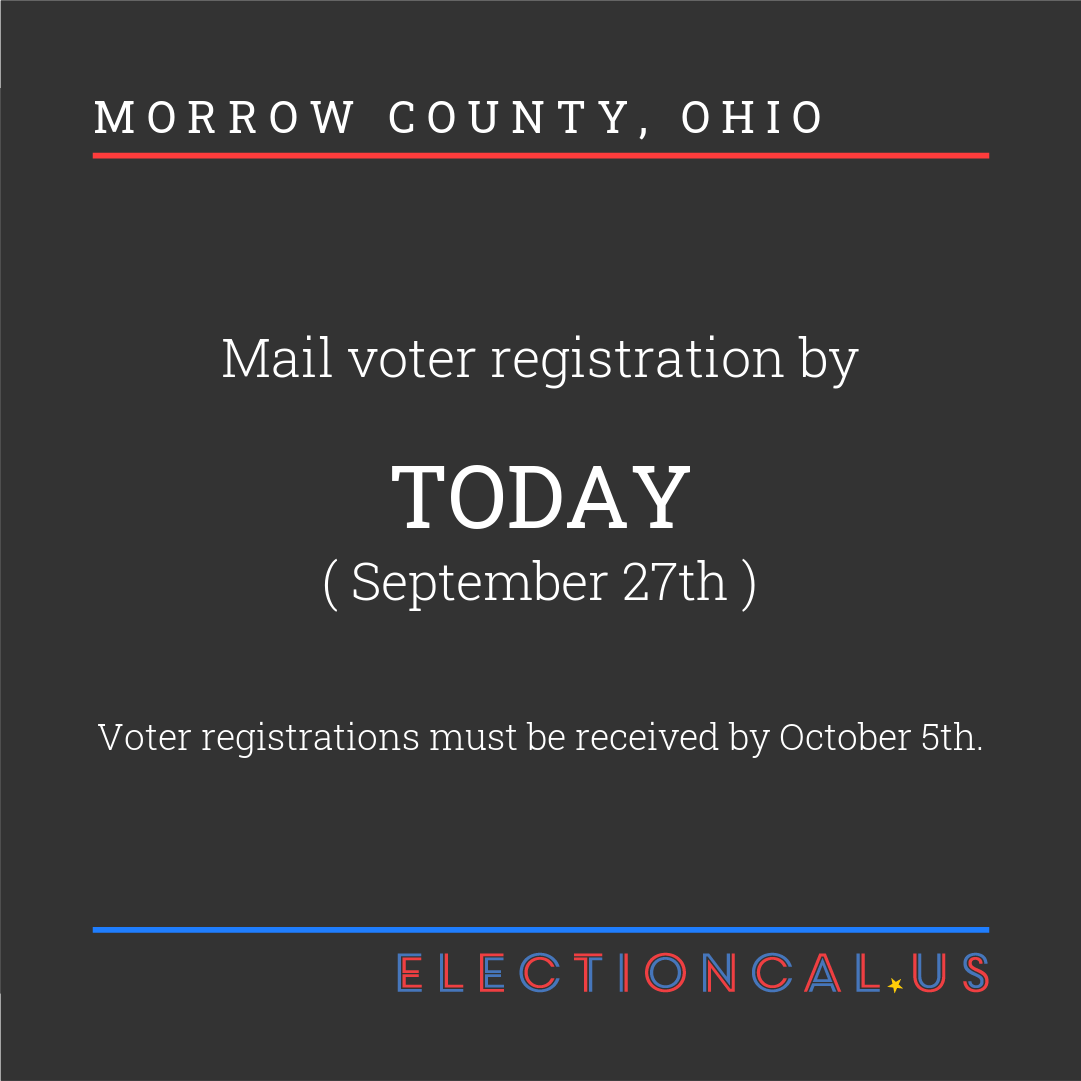 MORROW COUNTY, OHIO
Mail voter registration by
TODAY
( September 27th )
Voter registrations must be received by October 5th.
ELECTIONCAL.US